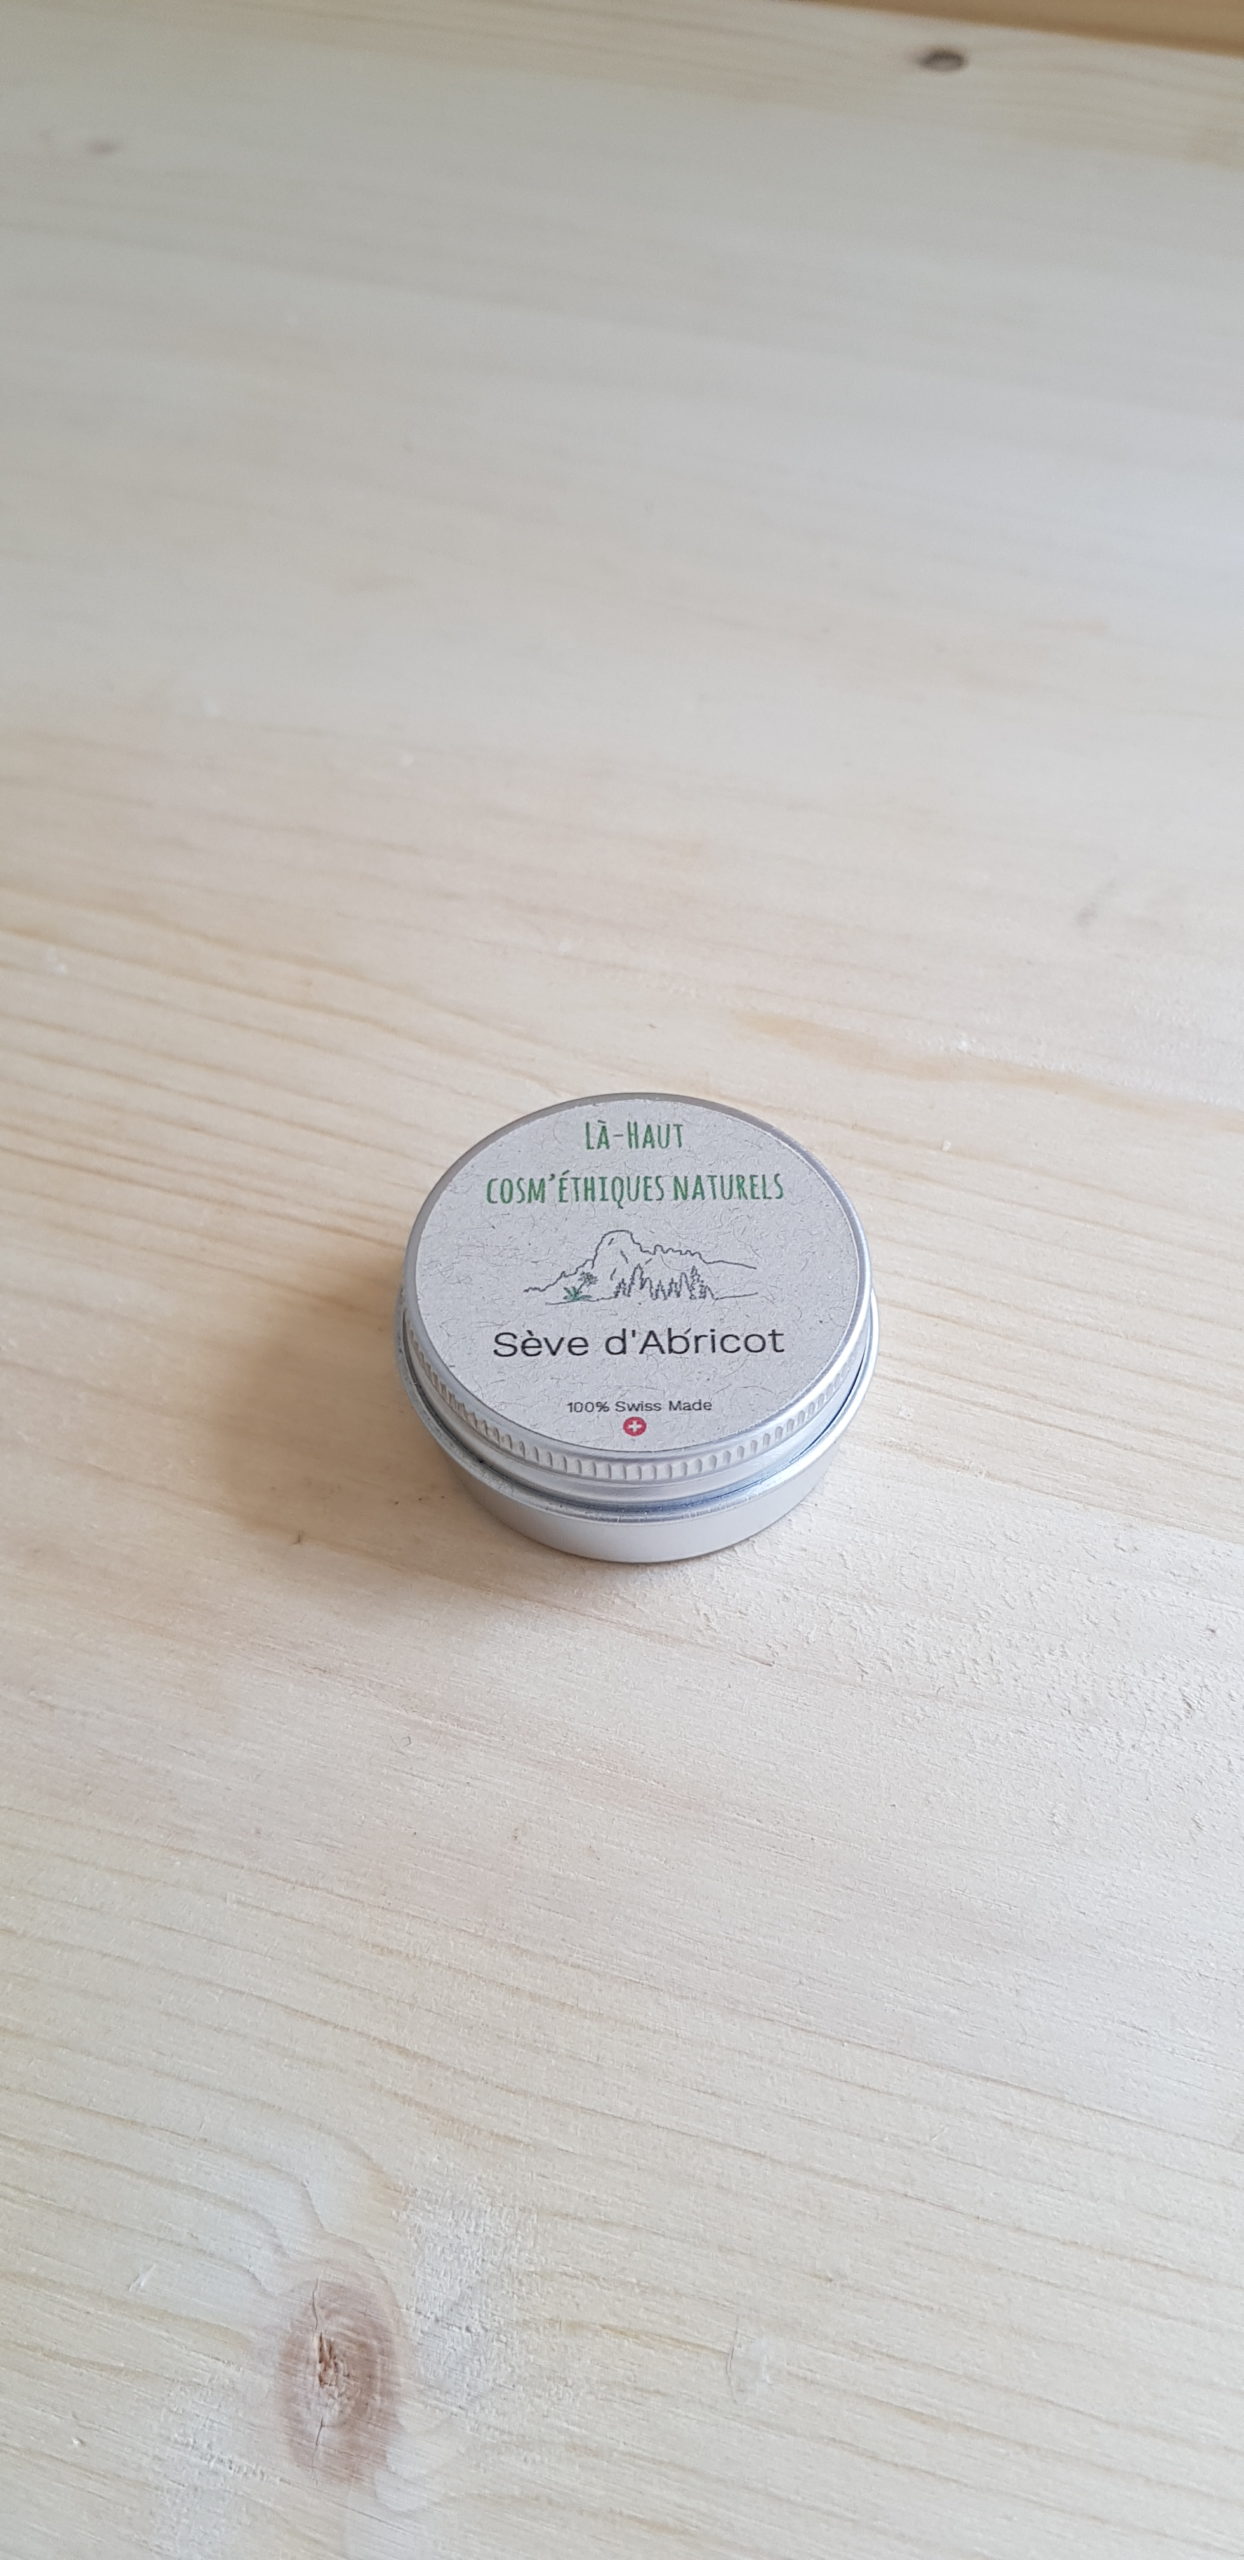 Là-Haut
cosm'éthiques naturels
Sève d'Abricot
100% Swiss Made